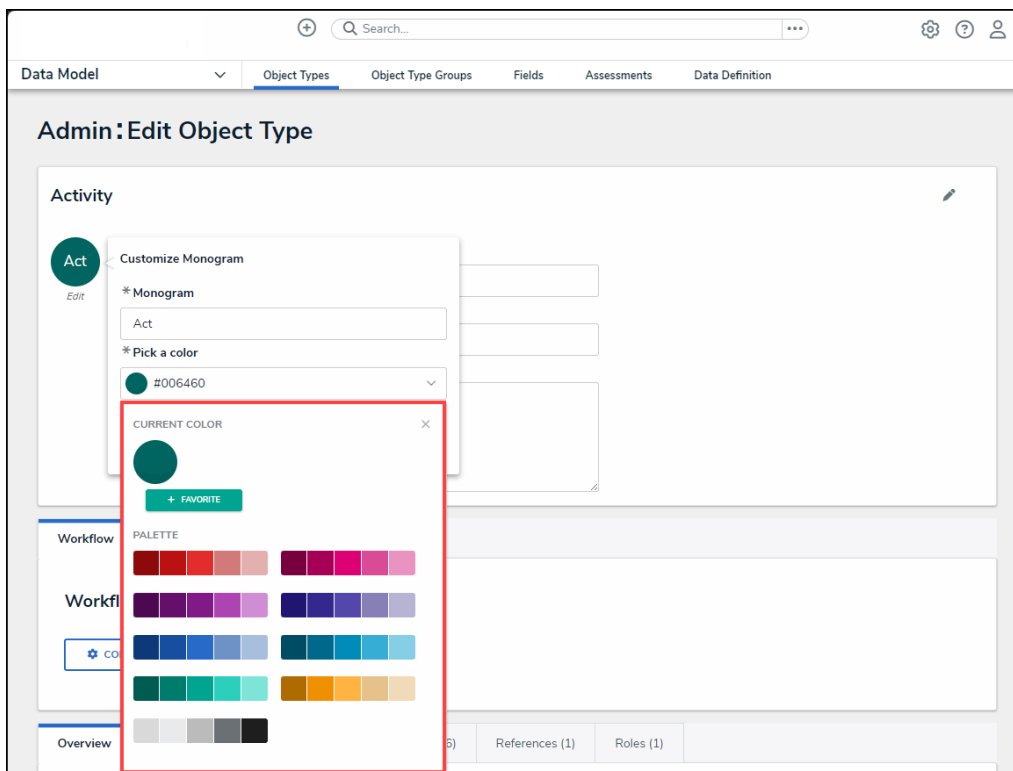 Search...
Data Model
Object Types
Object Type Groups
Fields
Assessments
Data Definition
Admin:Edit Object Type
Activity
Act
Edit
Customize Monogram
*Monogram
Act
*Pick a color
#006460
CURRENT COLOR
+ FAVORITE
PALETTE
Workflow
Workfl
CO
Overview
6)
References (1)
Roles (1)